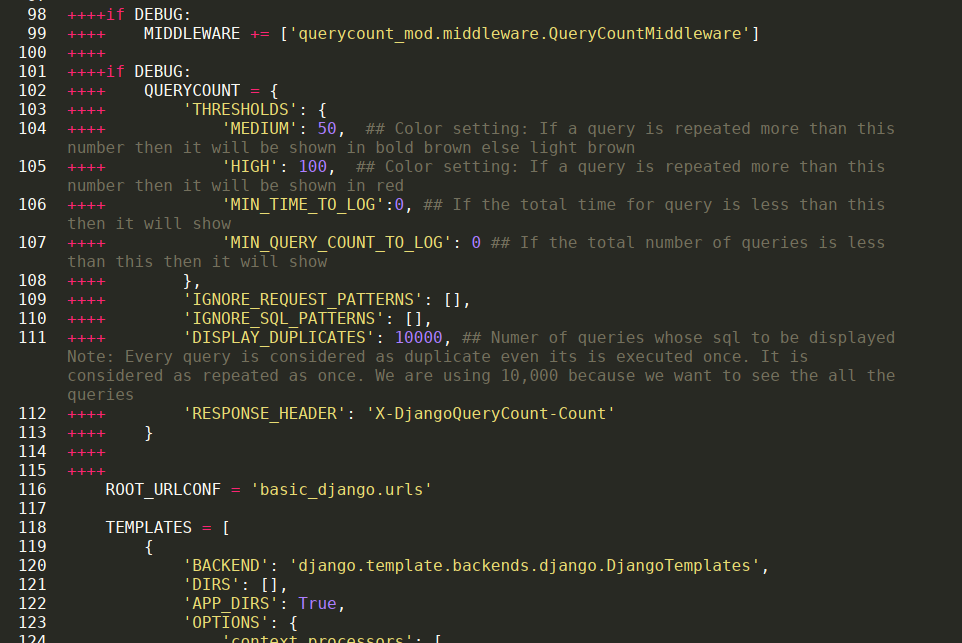 98 ++++if DEBUG:
99 ++++    MIDDLEWARE += ['querycount_mod.middleware.QueryCountMiddleware']
100 ++++
101 ++++if DEBUG:
102 ++++    QUERYCOUNT = {
103 ++++        'THRESHOLDS': {
104 ++++            'MEDIUM': 50,  ## Color setting: If a query is repeated more than this
number then it will be shown in bold brown else light brown
105 ++++            'HIGH': 100,  ## Color setting: If a query is repeated more than this
number then it will be shown in red
106 ++++            'MIN_TIME_TO_LOG':0, ## If the total time for query is less than this
then it will show
107 ++++            'MIN_QUERY_COUNT_TO_LOG': 0 ## If the total number of queries is less
than this then it will show
108 ++++        },
109 ++++        'IGNORE_REQUEST_PATTERNS': [],
110 ++++        'IGNORE_SQL_PATTERNS': [],
111 ++++        'DISPLAY_DUPLICATES': 10000, ## Numer of queries whose sql to be displayed
Note: Every query is considered as duplicate even its is executed once. It is
considered as repeated as once. We are using 10,000 because we want to see the all the
queries
112 ++++        'RESPONSE_HEADER': 'X-DjangoQueryCount-Count'
113 ++++    }
114 ++++
115 ++++
116     ROOT_URLCONF = 'basic_django.urls'
117
118     TEMPLATES = [
119         {
120             'BACKEND': 'django.template.backends.django.DjangoTemplates',
121             'DIRS': [],
122             'APP_DIRS': True,
123             'OPTIONS': {
124                 'context_processors': [